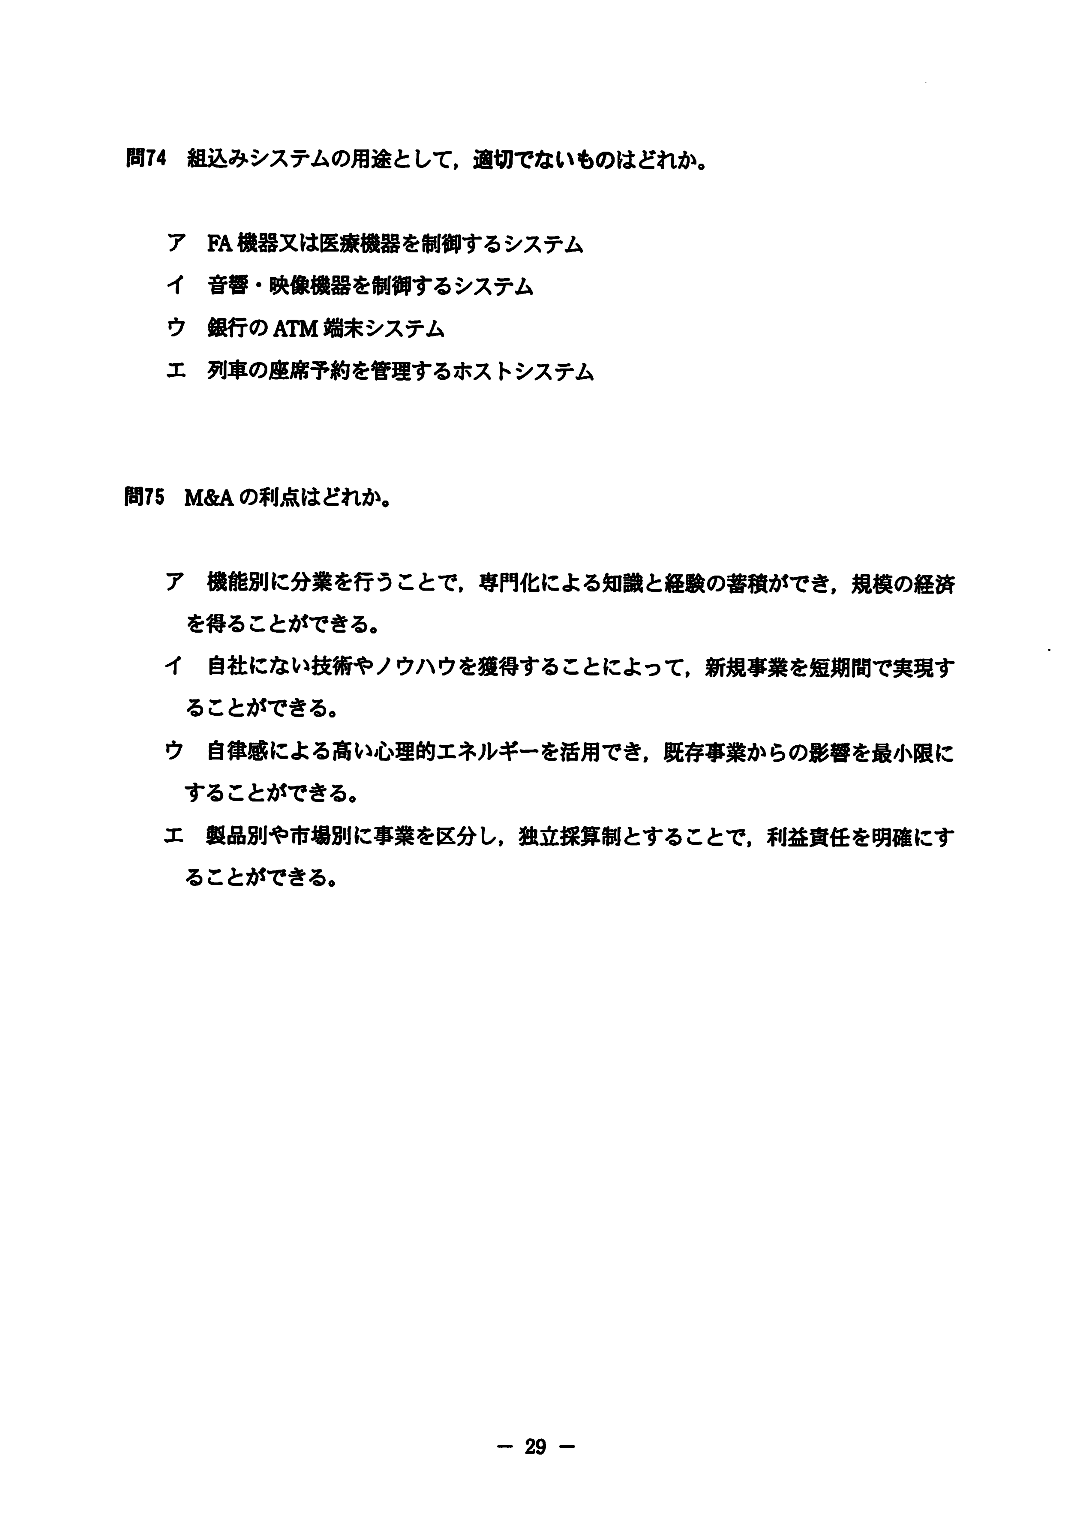 問74 組込みシステムの用途として，適切でないものはどれか。
ア FA 機器又は医療機器を制御するシステム
イ 音響・映像機器を制御するシステム
ウ 銀行の ATM 端末システム
エ 列車の座席予約を管理するホストシステム
問75 M&A の利点はどれか。
ア 機能別に分業を行うことで，専門化による知識と経験の蓄積ができ，規模の経済
を得ることができる。
イ 自社にない技術やノウハウを獲得することによって，新規事業を短期間で実現す
ることができる。
ウ 自律感による高い心理的エネルギーを活用でき，既存事業からの影響を最小限に
することができる。
エ 製品別や市場別に事業を区分し，独立採算制とすることで，利益責任を明確にす
ることができる。
－ 29 －